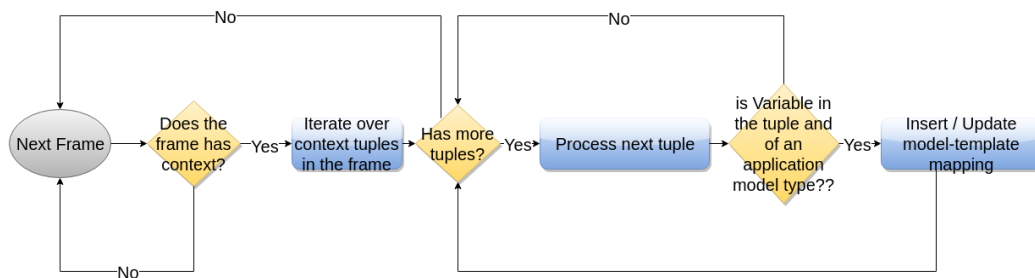 No
No
Next Frame
Does the
frame has
context?
Yes
Iterate over
context tuples
in the frame
Has more
tuples?
Yes
Process next tuple
is Variable in
the tuple and
of an
application
model type??
Yes
Insert / Update
model-template
mapping
No